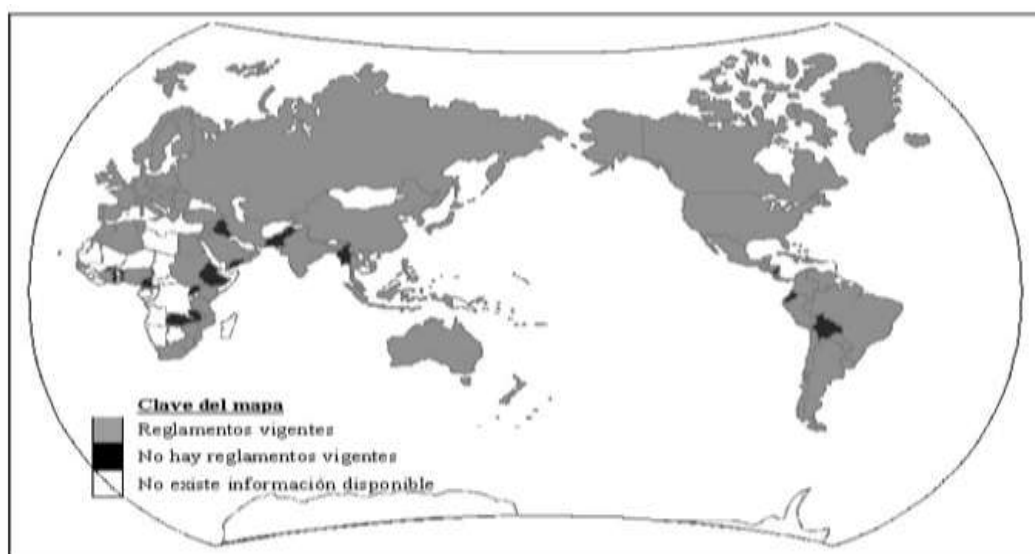 Clave del mapa
Reglamentos vigentes
No hay reglamentos vigentes
No existe información disponible